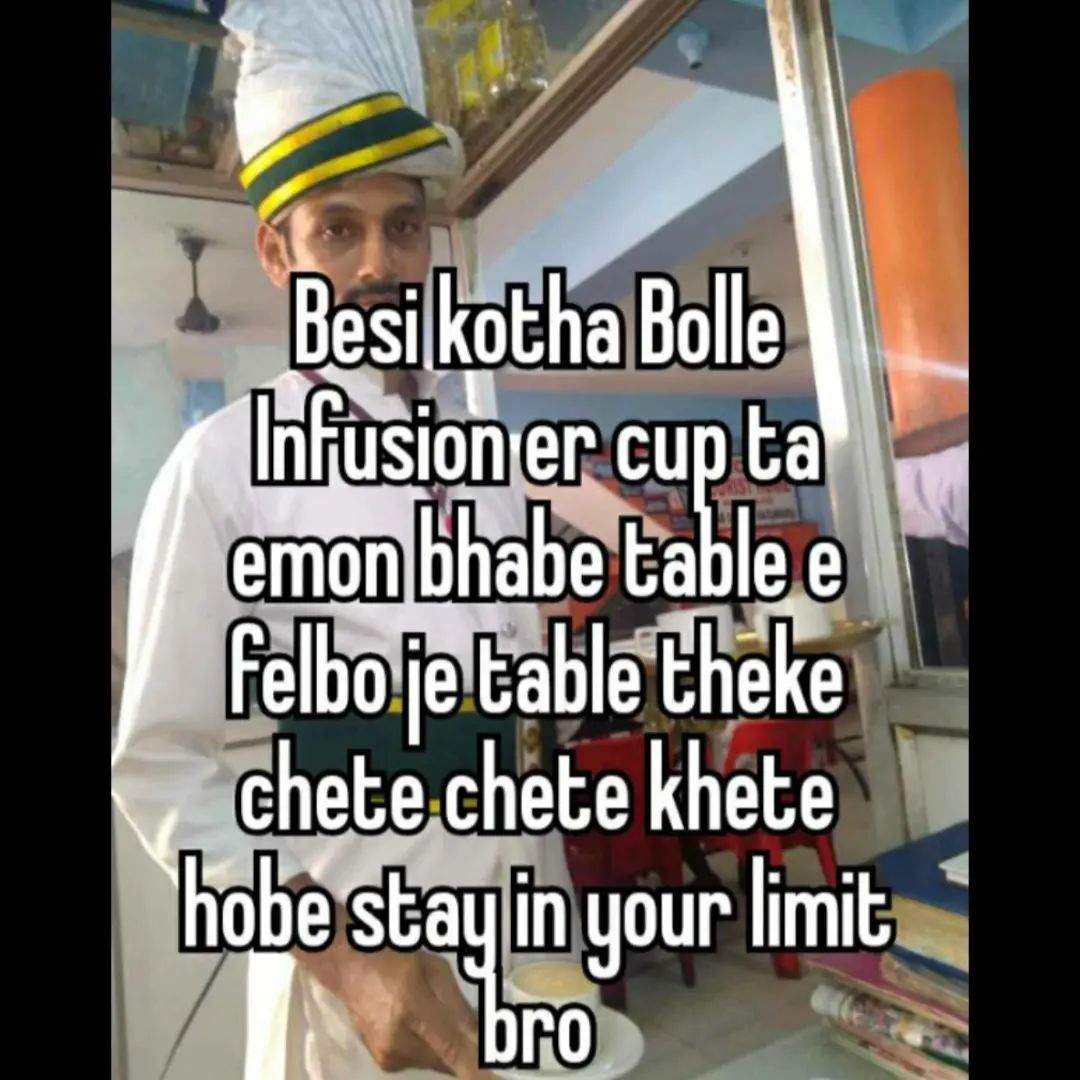 Besi kotha Bolle
Infusion er cup ta
emon bhabe table e
felbo je table theke
chete chete khete
hobe stay in your limit
bro